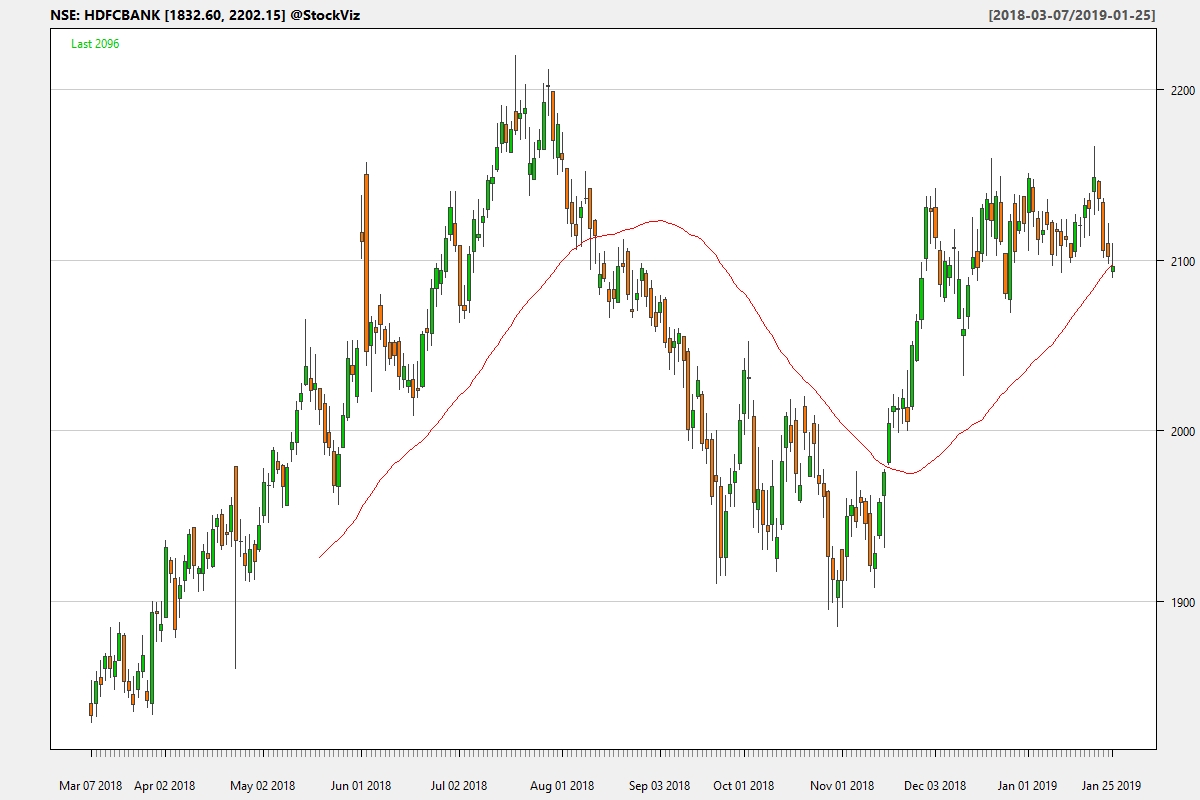 NSE: HDFCBANK [1832.60, 2202.15] @StockViz
[2018-03-07/2019-01-25]
Last 2096
2200
2100
2000
1900
Mar 07 2018 Apr 02 2018 May 02 2018 Jun 01 2018 Jul 02 2018 Aug 01 2018 Sep 03 2018 Oct 01 2018 Nov 01 2018 Dec 03 2018 Jan 01 2019 Jan 25 2019